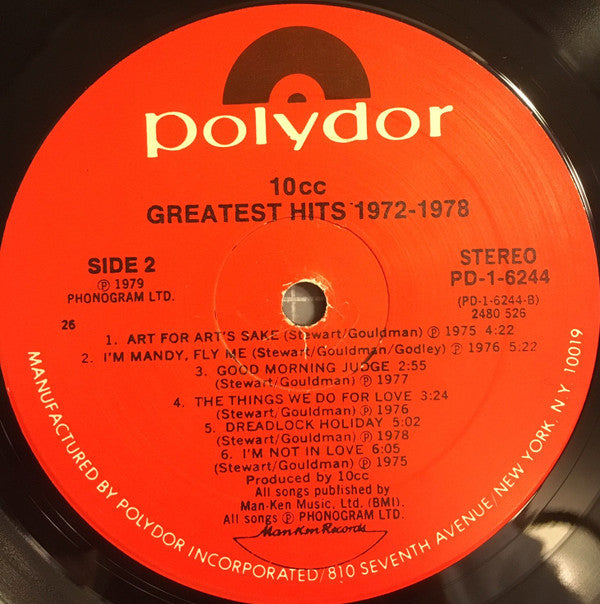 polydor
10cc
GREATEST HITS 1972-1978
SIDE 2
Ⓟ 1979
PHONOGRAM LTD.
STEREO
PD-1-6244
(PD-1-6244-B)
2480 526
26
1. ART FOR ART'S SAKE (Stewart/Gouldman) Ⓟ 1975 4:22
2. I'M MANDY, FLY ME (Stewart/Gouldman/Godley) Ⓟ 1976 5:22
3. GOOD MORNING JUDGE 2:55
(Stewart/Gouldman) Ⓟ 1977
4. THE THINGS WE DO FOR LOVE 3:24
(Stewart/Gouldman) Ⓟ 1976
5. DREADLOCK HOLIDAY 5:02
(Stewart/Gouldman) Ⓟ 1978
6. I'M NOT IN LOVE 6:05
(Stewart/Gouldman) Ⓟ 1975
Produced by 10cc
All songs published by
Man-Ken Music, Ltd. (BMI).
All songs Ⓟ PHONOGRAM LTD.
Man-Ken Records
MANUFACTURED BY POLYDOR INCORPORATED/810 SEVENTH AVENUE/NEW YORK, NY 10019